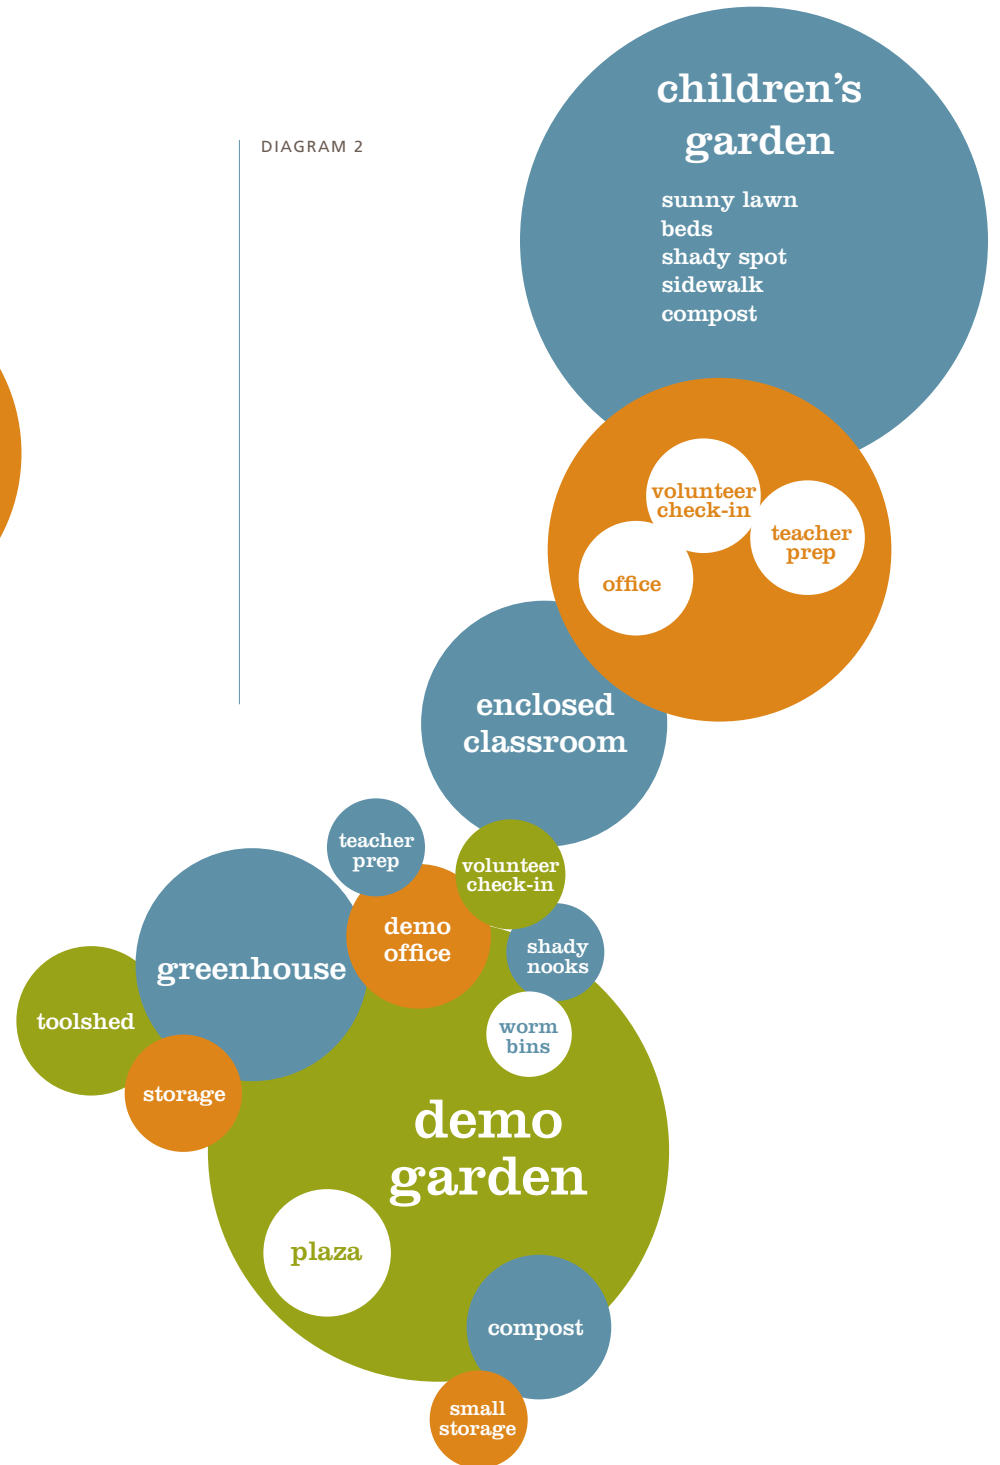 DIAGRAM 2
children's
garden
sunny lawn
beds
shady spot
sidewalk
compost
volunteer
check-in
teacher
prep
office
enclosed
classroom
teacher
prep
volunteer
check-in
demo
office
shady
nooks
greenhouse
toolshed
worm
bins
storage
demo
garden
plaza
compost
small
storage